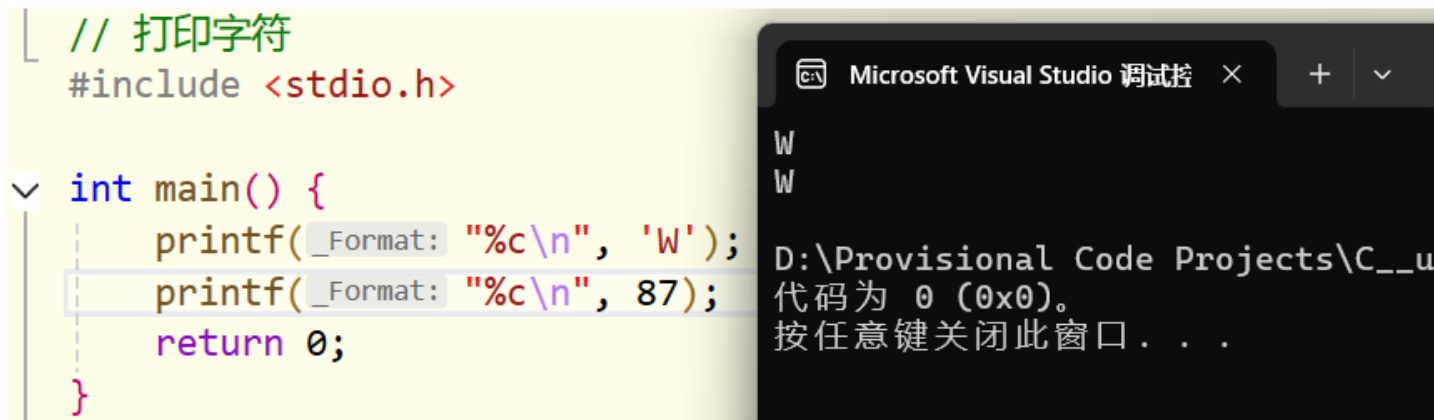 // 打印字符
#include <stdio.h>
int main() {
printf( _Format: "%c\n", 'W');
printf( _Format: "%c\n", 87);
return 0;
}
Microsoft Visual Studio 调试控
W
W
D:\Provisional Code Projects\C__u
代码为 0 (0x0)。
按任意键关闭此窗口. . .